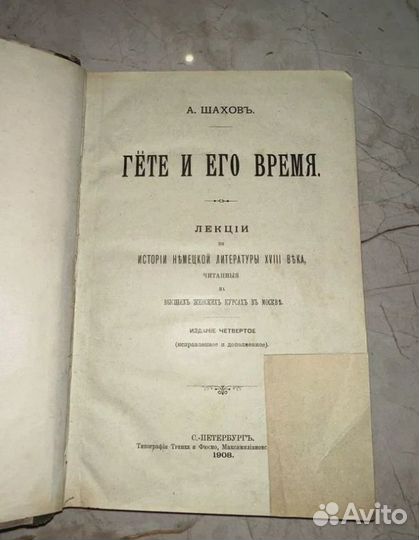 А. ШАХОВЪ.
ГЁТЕ И ЕГО ВРЕМЯ.
ЛЕКЦІИ
ПО
ИСТОРІИ НѢМЕЦКОЙ ЛИТЕРАТУРЫ XVIII ВѢКА,
ЧИТАННЫЯ
НА
ВЫСШИХЪ ЖЕНСКИХЪ КУРСАХЪ ВЪ МОСКВѢ.
ИЗДАНІЕ ЧЕТВЕРТОЕ
(исправленное и дополненное).
С.-ПЕТЕРБУРГЪ.
Типографія Тренке и Фюсно, Максимиліановс
1908.
Avito